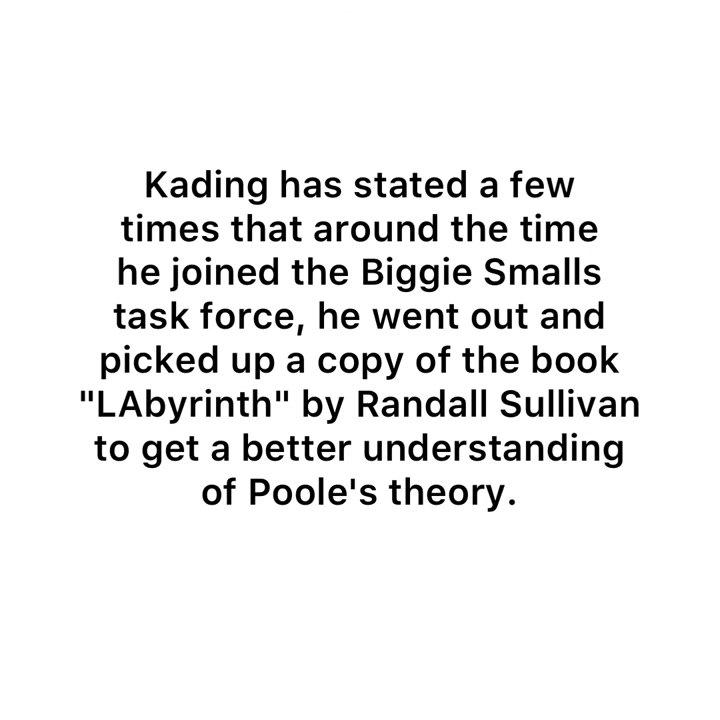 Kading has stated a few
times that around the time
he joined the Biggie Smalls
task force, he went out and
picked up a copy of the book
"LAbyrinth" by Randall Sullivan
to get a better understanding
of Poole's theory.